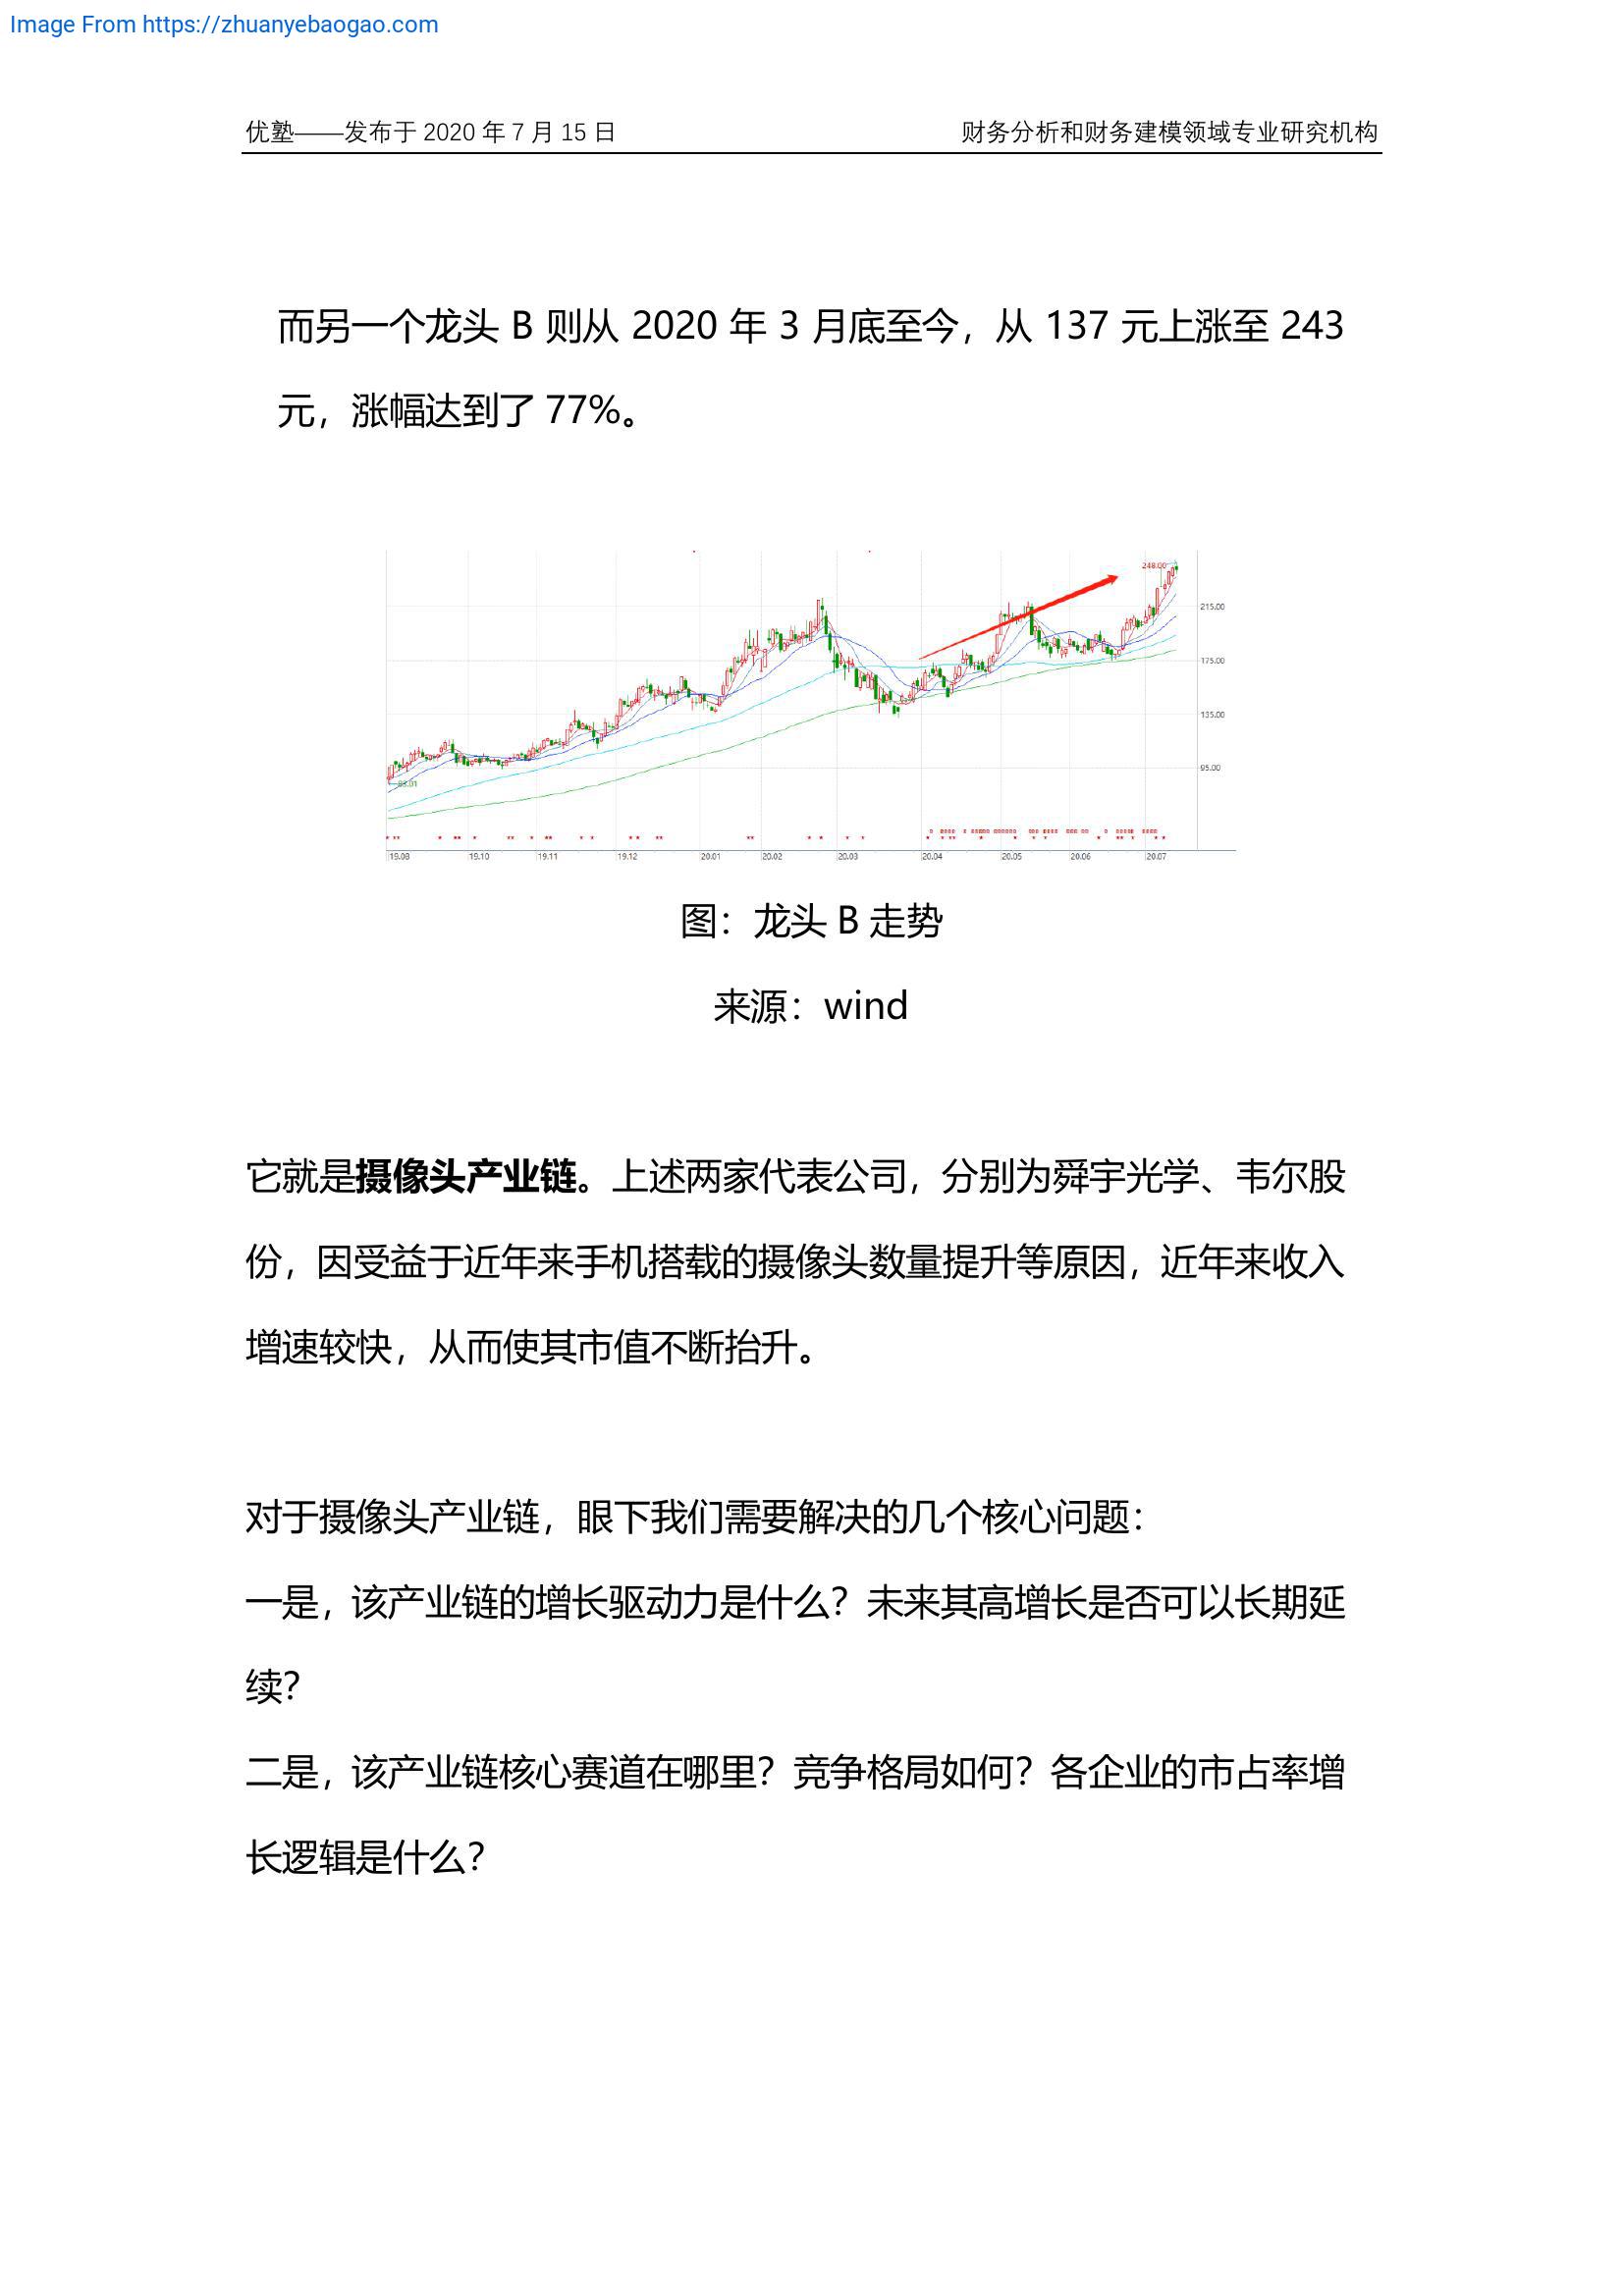 Image From https://zhuanyebaogao.com
优塾——发布于 2020 年 7 月 15 日 财务分析和财务建模领域专业研究机构
而另一个龙头 B 则从 2020 年 3 月底至今，从 137 元上涨至 243
元，涨幅达到了 77%。
248.00
215.00
175.00
135.00
95.00
83.01
19.08 19.10 19.11 19.12 20.01 20.02 20.03 20.04 20.05 20.06 20.07
图：龙头 B 走势
来源：wind
它就是摄像头产业链。上述两家代表公司，分别为舜宇光学、韦尔股
份，因受益于近年来手机搭载的摄像头数量提升等原因，近年来收入
增速较快，从而使其市值不断抬升。
对于摄像头产业链，眼下我们需要解决的几个核心问题：
一是，该产业链的增长驱动力是什么？未来其高增长是否可以长期延
续？
二是，该产业链核心赛道在哪里？竞争格局如何？各企业的市占率增
长逻辑是什么？